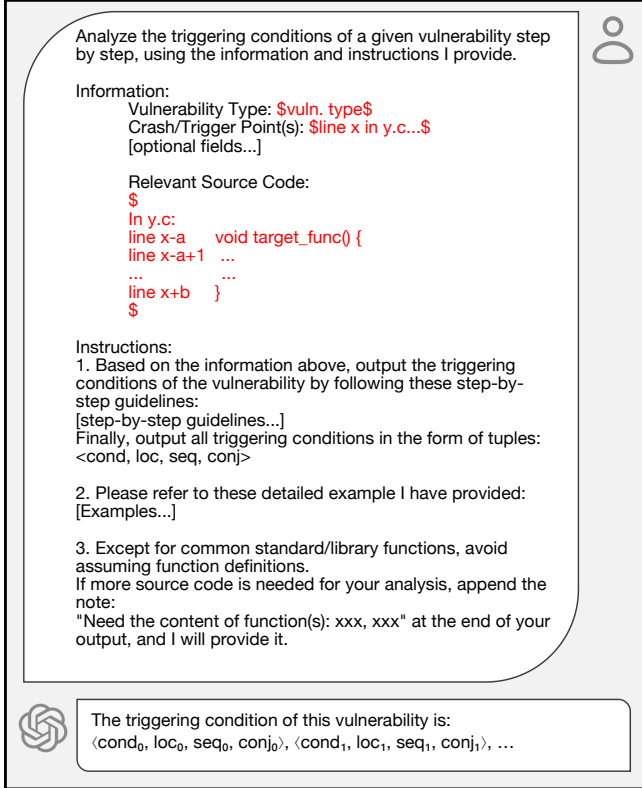 Analyze the triggering conditions of a given vulnerability step
by step, using the information and instructions I provide.
Information:
Vulnerability Type: $vuln. type$
Crash/Trigger Point(s): $line x in y.c...$
[optional fields...]
Relevant Source Code:
$
In y.c:
line x-a void target_func() {
line x-a+1 ...
... ...
line x+b }
$
Instructions:
1. Based on the information above, output the triggering
conditions of the vulnerability by following these step-by-
step guidelines:
[step-by-step guidelines...]
Finally, output all triggering conditions in the form of tuples:
<cond, loc, seq, conj>
2. Please refer to these detailed example I have provided:
[Examples...]
3. Except for common standard/library functions, avoid
assuming function definitions.
If more source code is needed for your analysis, append the
note:
"Need the content of function(s): xxx, xxx" at the end of your
output, and I will provide it.
The triggering condition of this vulnerability is:
⟨cond₀, loc₀, seq₀, conj₀⟩, ⟨cond₁, loc₁, seq₁, conj₁⟩, ...